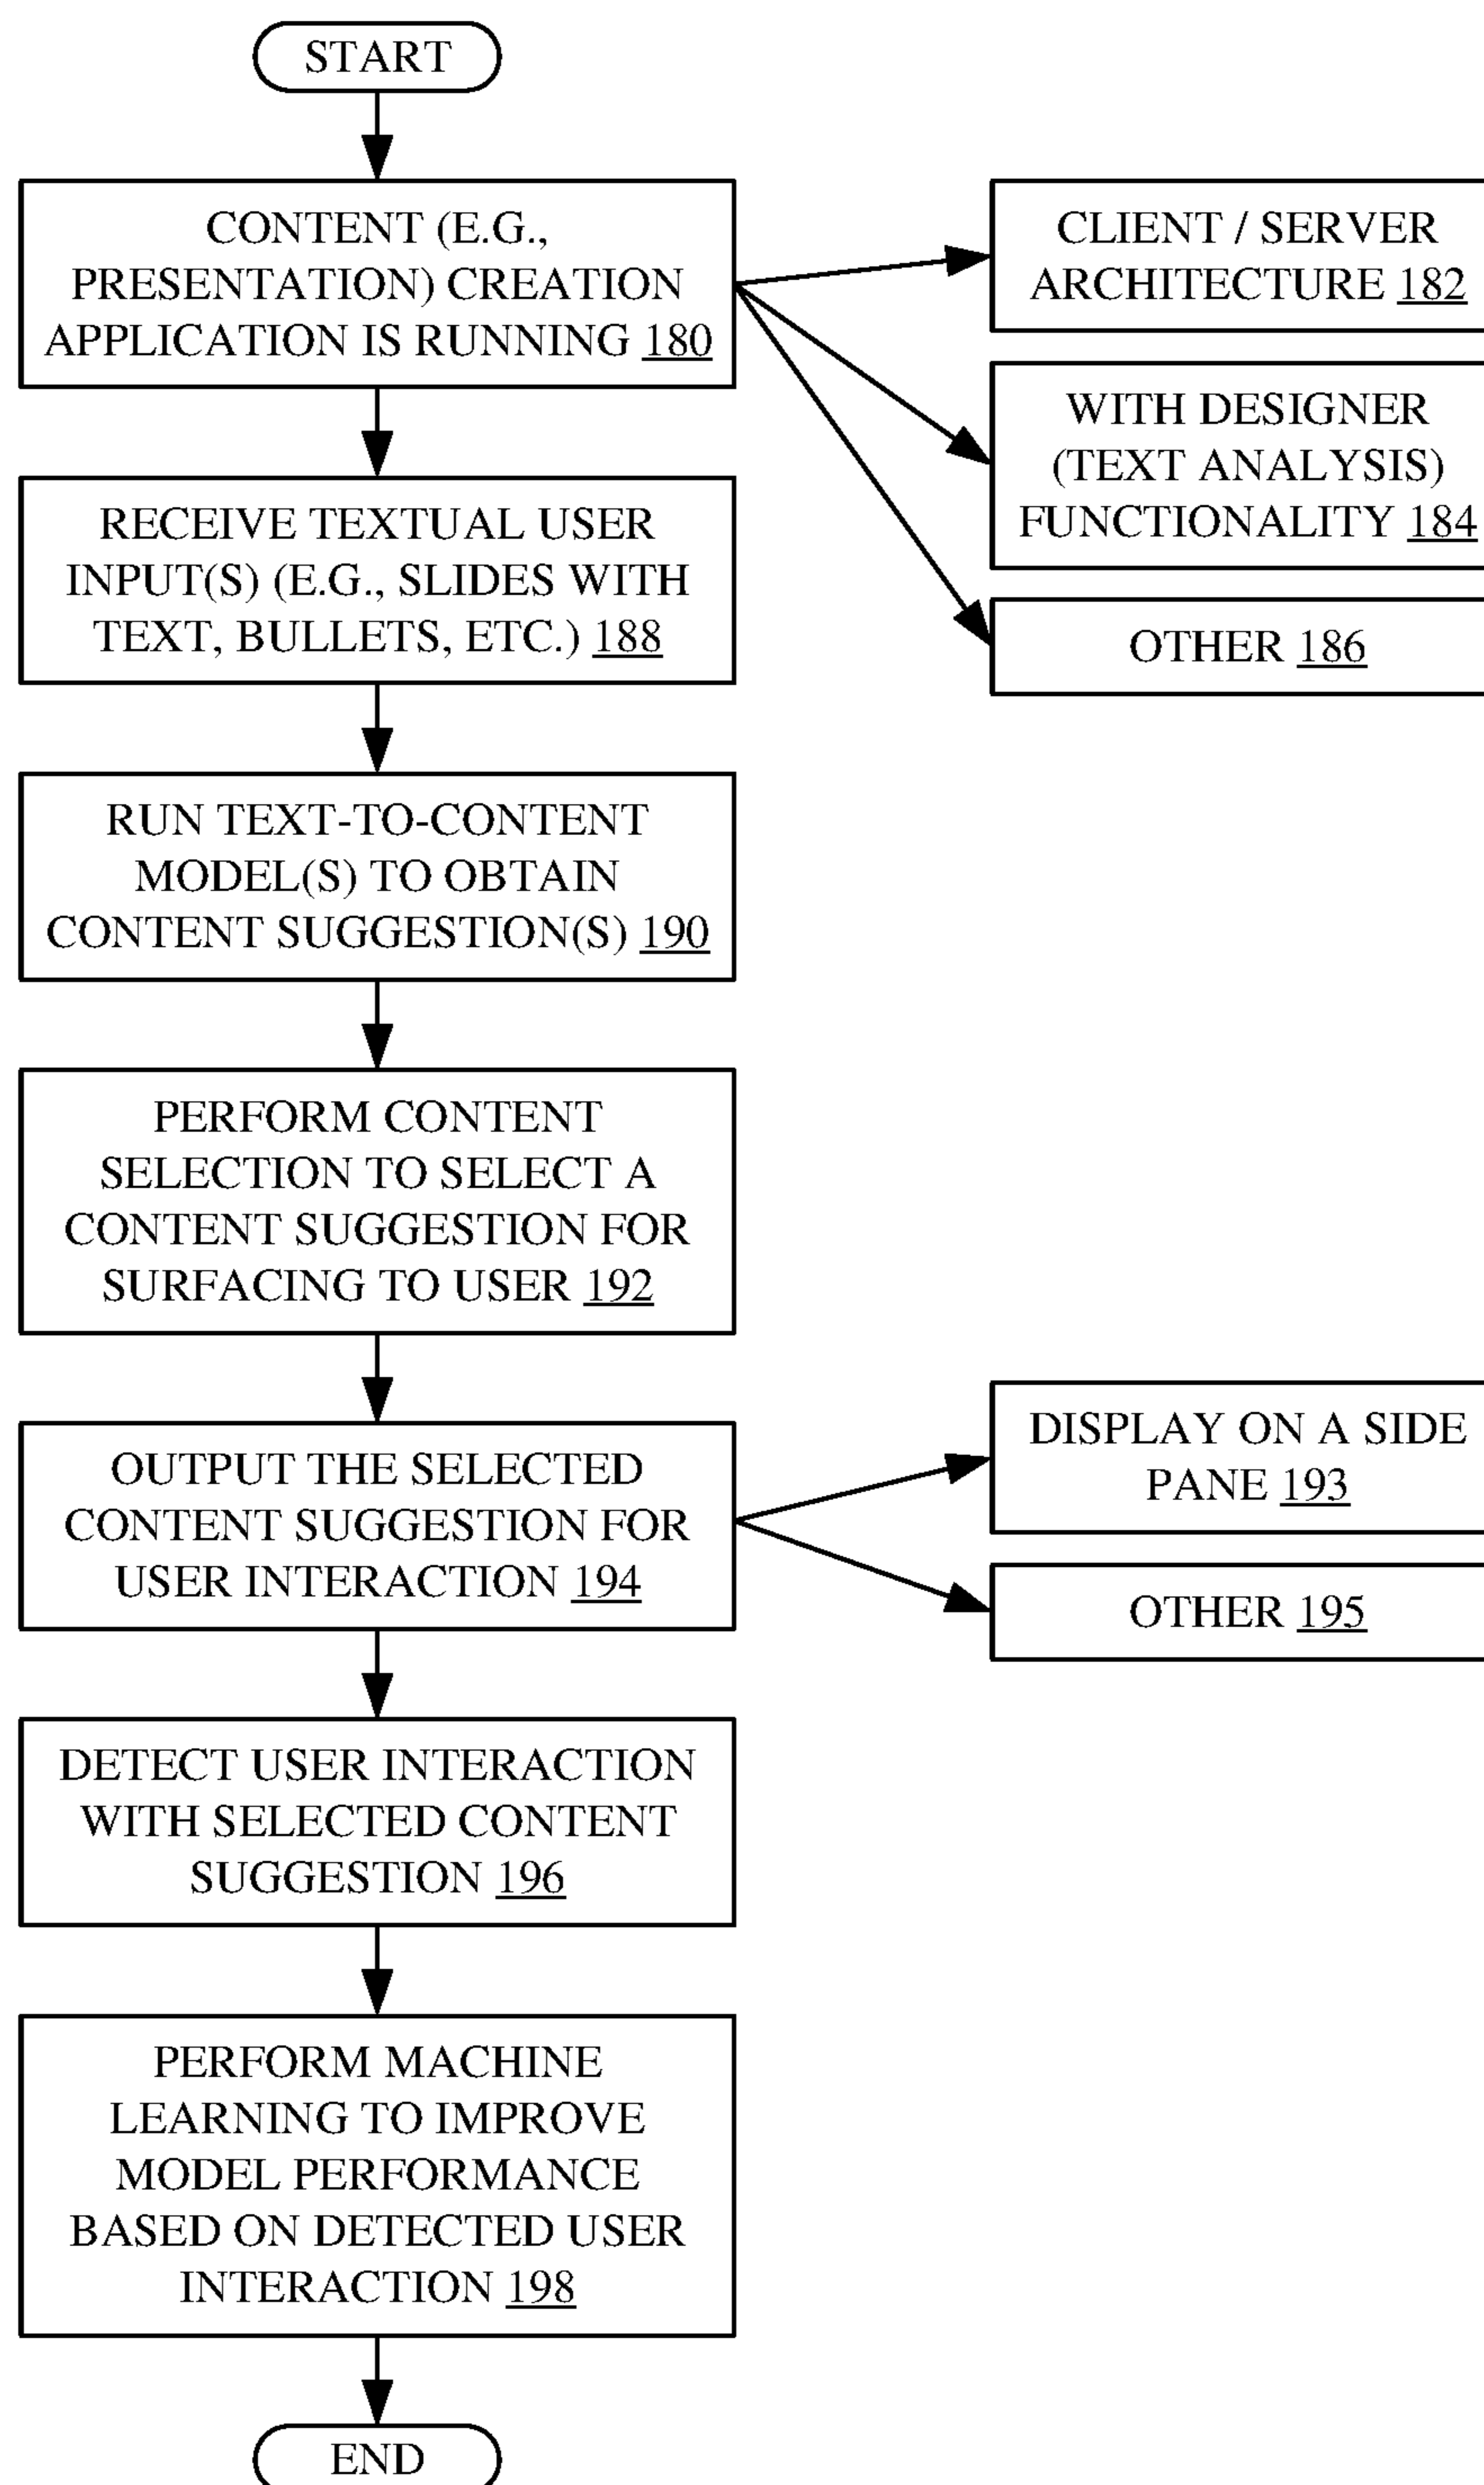 START
CONTENT (E.G.,
PRESENTATION) CREATION
APPLICATION IS RUNNING 180
CLIENT / SERVER
ARCHITECTURE 182
WITH DESIGNER
(TEXT ANALYSIS)
FUNCTIONALITY 184
OTHER 186
RECEIVE TEXTUAL USER
INPUT(S) (E.G., SLIDES WITH
TEXT, BULLETS, ETC.) 188
RUN TEXT-TO-CONTENT
MODEL(S) TO OBTAIN
CONTENT SUGGESTION(S) 190
PERFORM CONTENT
SELECTION TO SELECT A
CONTENT SUGGESTION FOR
SURFACING TO USER 192
OUTPUT THE SELECTED
CONTENT SUGGESTION FOR
USER INTERACTION 194
DISPLAY ON A SIDE
PANE 193
OTHER 195
DETECT USER INTERACTION
WITH SELECTED CONTENT
SUGGESTION 196
PERFORM MACHINE
LEARNING TO IMPROVE
MODEL PERFORMANCE
BASED ON DETECTED USER
INTERACTION 198
END